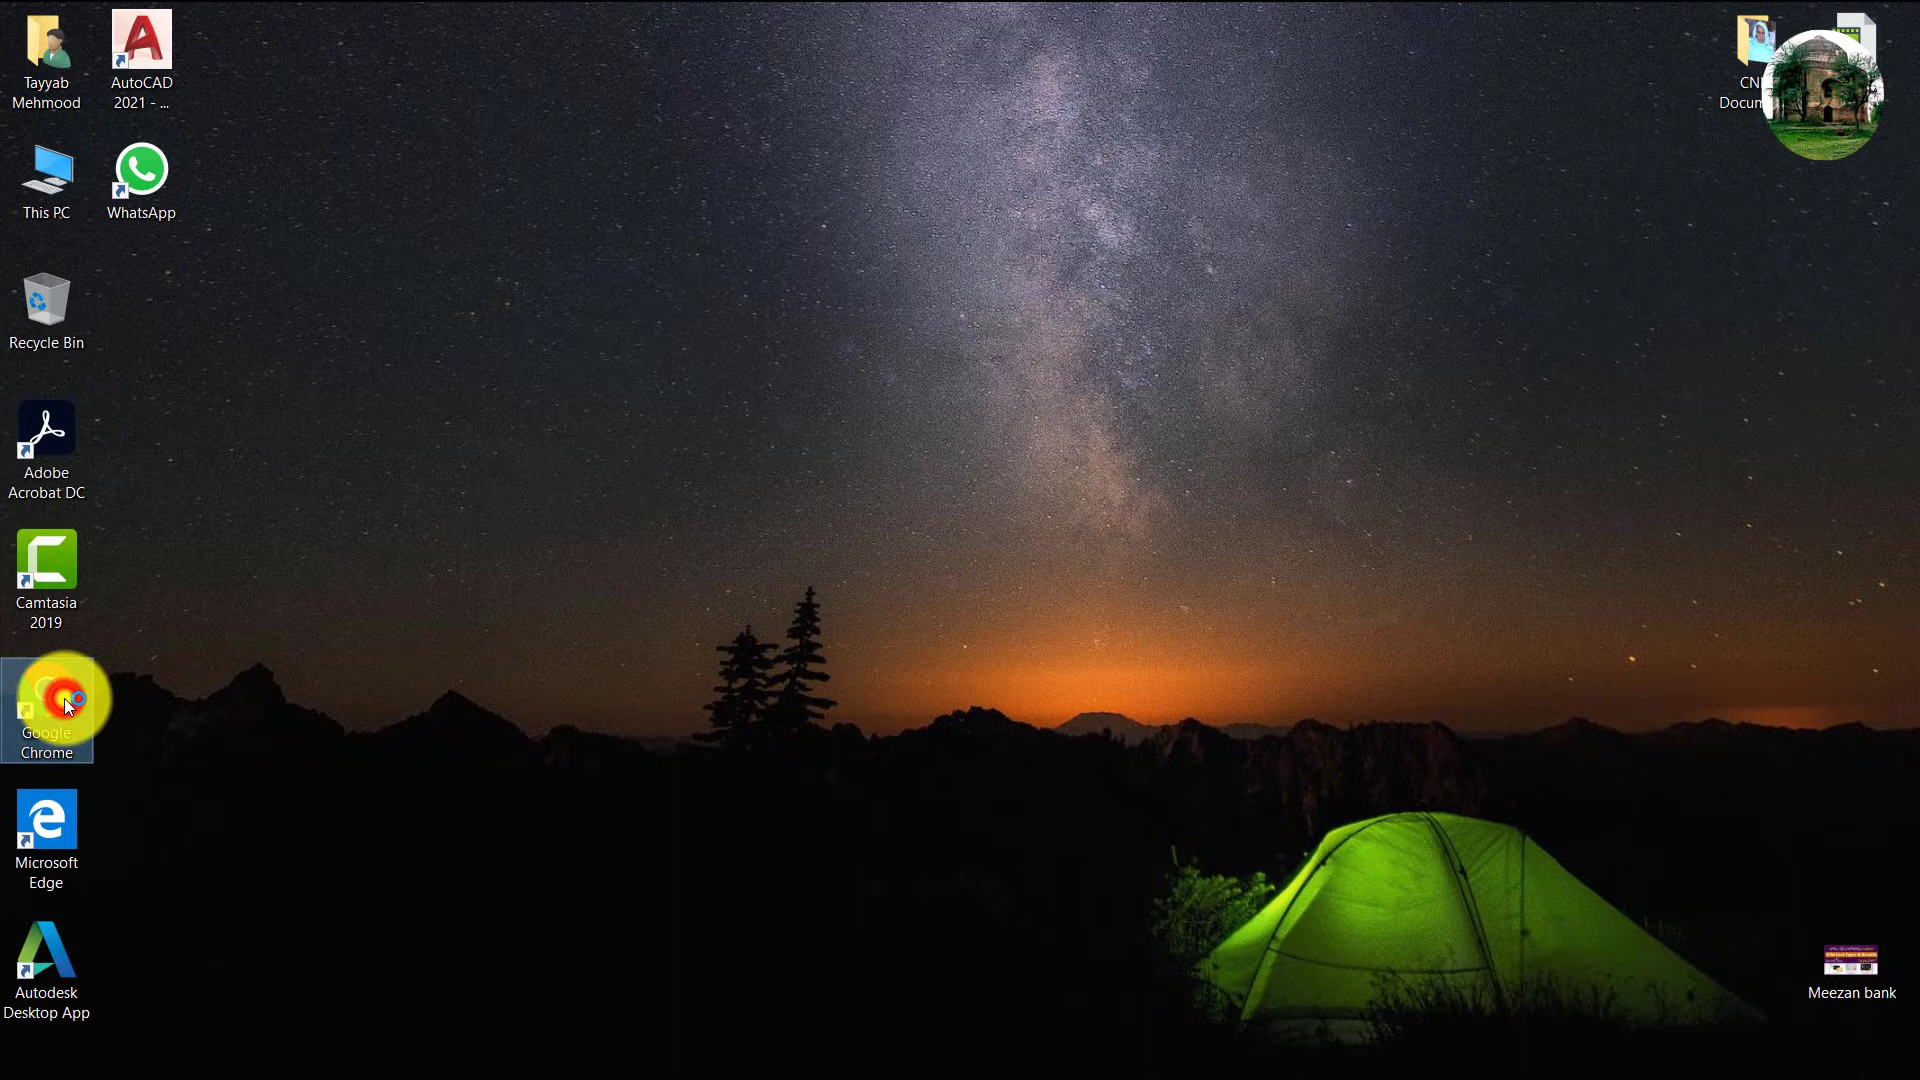 Tayyab
Mehmood
AutoCAD
2021 - ...
This PC
WhatsApp
Recycle Bin
Adobe
Acrobat DC
Camtasia
2019
Google
Chrome
Microsoft
Edge
Autodesk
Desktop App
Meezan bank